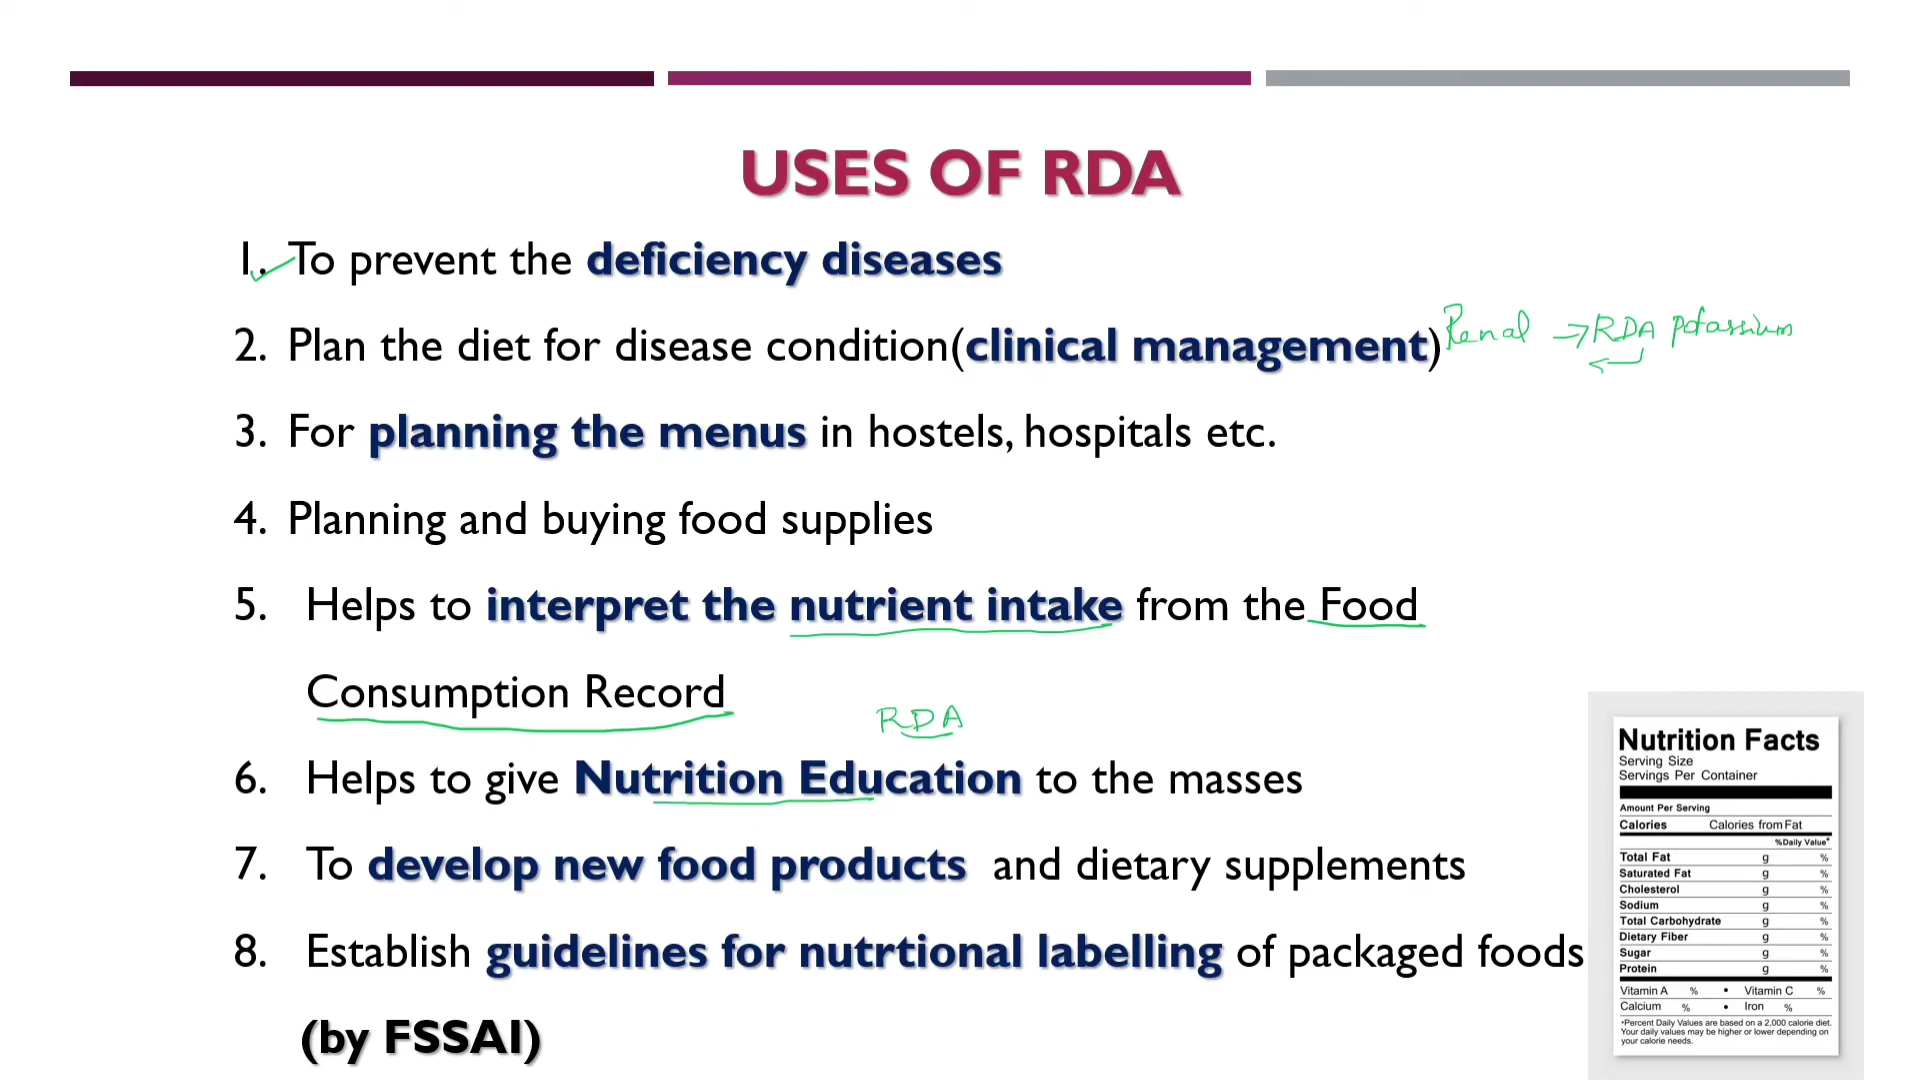 USES OF RDA
1. To prevent the deficiency diseases
2. Plan the diet for disease condition(clinical management) Renal → RDA potassium
3. For planning the menus in hostels, hospitals etc.
4. Planning and buying food supplies
5. Helps to interpret the nutrient intake from the Food
Consumption Record
RDA
6. Helps to give Nutrition Education to the masses
7. To develop new food products and dietary supplements
8. Establish guidelines for nutrtional labelling of packaged foods
(by FSSAI)
Nutrition Facts
Serving Size
Servings Per Container
Amount Per Serving
Calories Calories from Fat
%Daily Value*
Total Fat g %
Saturated Fat g %
Cholesterol g %
Sodium g %
Total Carbohydrate g %
Dietary Fiber g %
Sugar g %
Protein g %
Vitamin A % • Vitamin C %
Calcium % • Iron %
*Percent Daily Values are based on a 2,000 calorie diet.
Your daily values may be higher or lower depending on
your calorie needs.